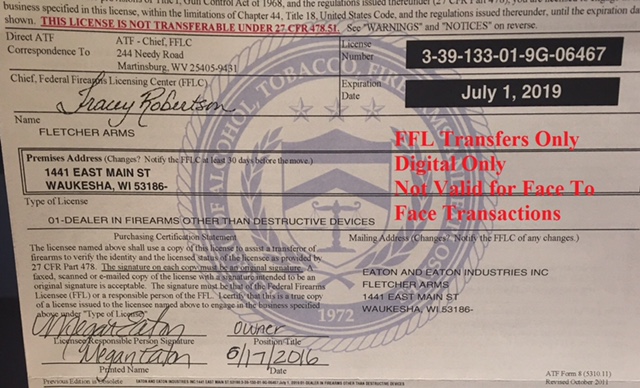 business specified in this license, within the limitations of Chapter 44, Title 18, United States Code, and the regulations issued thereunder, until the expiration da
shown. THIS LICENSE IS NOT TRANSFERABLE UNDER 27 CFR 478.51. See "WARNINGS" and "NOTICES" on reverse.
Direct ATF
Correspondence To
ATF - Chief, FFLC
244 Needy Road
Martinsburg, WV 25405-9431
License
Number
3-39-133-01-9G-06467
Chief, Federal Firearms Licensing Center (FFLC)
Tracey Robertson
Expiration
Date
July 1, 2019
Name
FLETCHER ARMS
Premises Address (Changes? Notify the FFLC at least 30 days before the move.)
1441 EAST MAIN ST
WAUKESHA, WI 53186-
FFL Transfers Only
Digital Only
Not Valid for Face To
Face Transactions
Type of License
01-DEALER IN FIREARMS OTHER THAN DESTRUCTIVE DEVICES
Purchasing Certification Statement
The licensee named above shall use a copy of this license to assist a transferor of
firearms to verify the identity and the licensed status of the licensee as provided by
27 CFR Part 478. The signature on each copy must be an original signature. A
faxed, scanned or e-mailed copy of the license with a signature intended to be an
original signature is acceptable. The signature must be that of the Federal Firearms
Licensee (FFL) or a responsible person of the FFL. I certify that this is a true copy
of a license issued to the licensee named above to engage in the business specified
above under "Type of License"
Mailing Address (Changes? Notify the FFLC of any changes.)
EATON AND EATON INDUSTRIES INC
FLETCHER ARMS
1441 EAST MAIN ST
WAUKESHA, WI 53186-
Megan Eaton
Owner
Licensee/Responsible Person Signature
Position/Title
Megan Eaton
5/17/2016
Printed Name
Date
ALCOHOL, TOBACCO, FIREARMS
1972
Previous Edition is Obsolete
EATON AND EATON INDUSTRIES INC 1441 EAST MAIN ST 53186 3-39-133-01-9G-06467 July 1, 2019 01-DEALER IN FIREARMS OTHER THAN DESTRUCTIVE DEVICES
ATF Form 8 (5310.11)
Revised October 2011